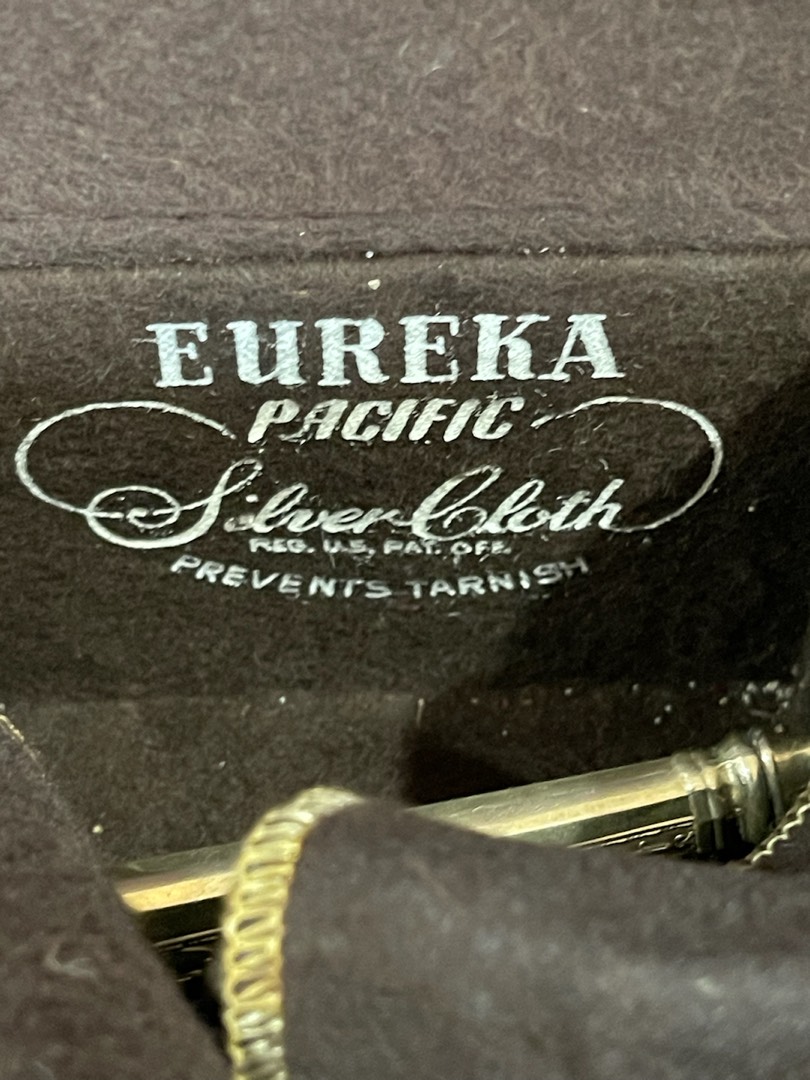 EUREKA
PACIFIC
Silver Cloth
REG. U.S. PAT. OFF.
PREVENTS TARNISH